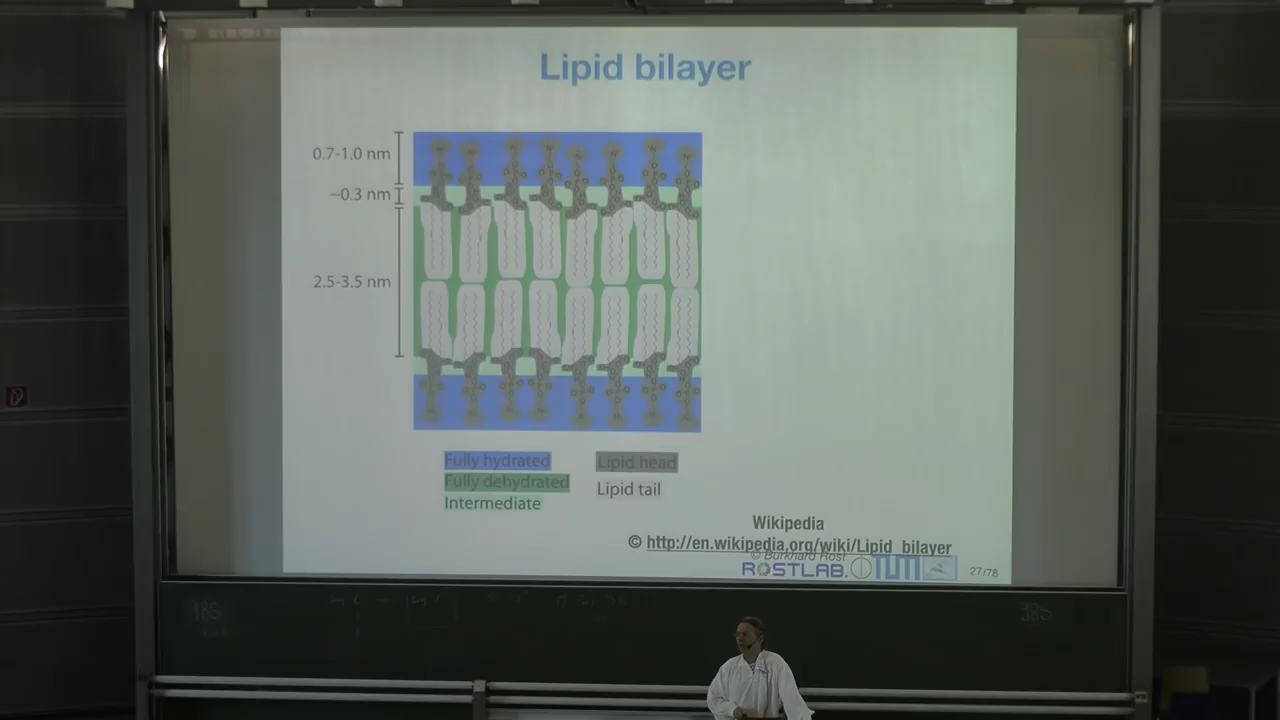 Lipid bilayer
0.7-1.0 nm
~0.3 nm
2.5-3.5 nm
Fully hydrated
Lipid head
Fully dehydrated
Lipid tail
Intermediate
Wikipedia
© http://en.wikipedia.org/wiki/Lipid_bilayer
© Burkhard Rost
ROSTLAB. TUM
27/78